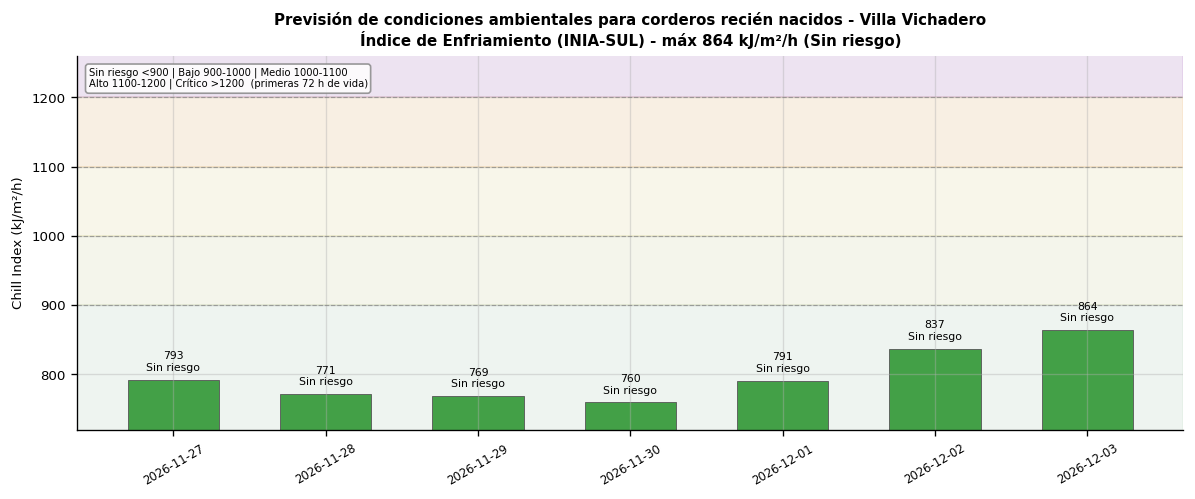 Previsión de condiciones ambientales para corderos recién nacidos - Villa Vichadero
Índice de Enfriamiento (INIA-SUL) - máx 864 kJ/m²/h (Sin riesgo)
Sin riesgo <900 | Bajo 900-1000 | Medio 1000-1100
Alto 1100-1200 | Crítico >1200  (primeras 72 h de vida)
Chill Index (kJ/m²/h)
1200
1100
1000
900
800
793
Sin riesgo
771
Sin riesgo
769
Sin riesgo
760
Sin riesgo
791
Sin riesgo
837
Sin riesgo
864
Sin riesgo
2026-11-27
2026-11-28
2026-11-29
2026-11-30
2026-12-01
2026-12-02
2026-12-03